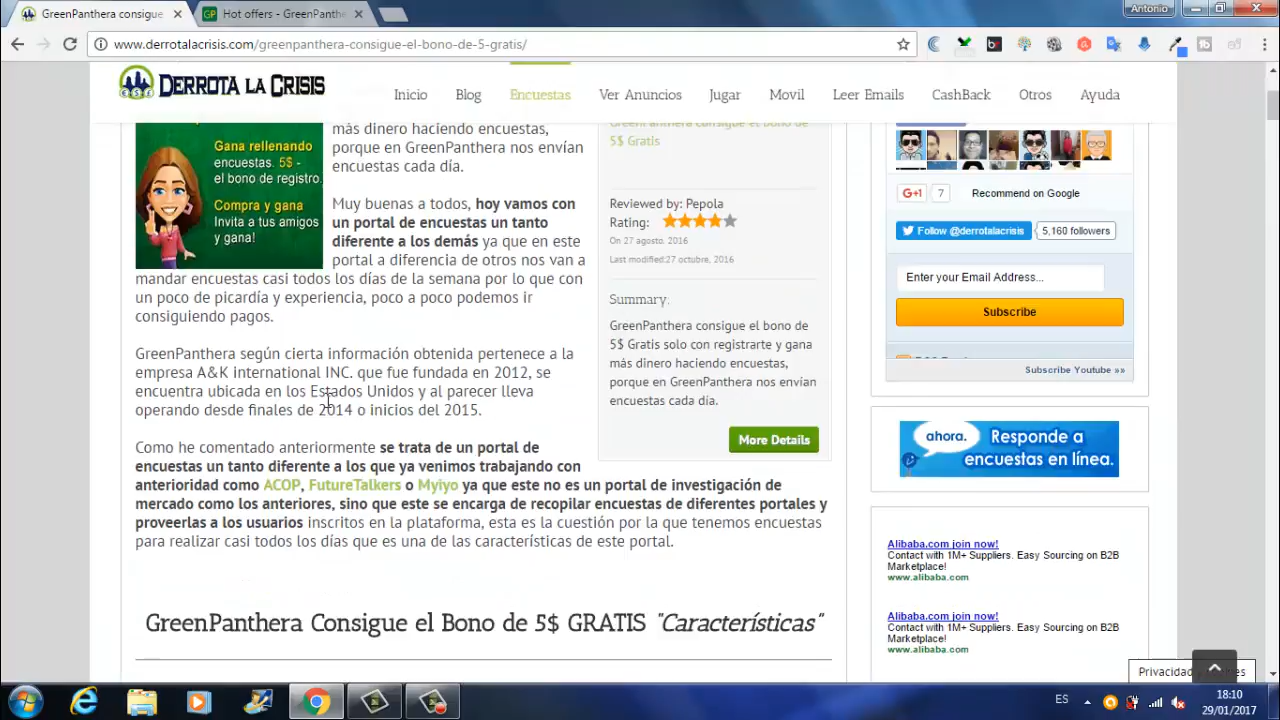 GreenPanthera consigue
Hot offers - GreenPanthe
Antonio
www.derrotalacrisis.com/greenpanthera-consigue-el-bono-de-5-gratis/
DERROTA LA CRISIS
Inicio
Blog
Encuestas
Ver Anuncios
Jugar
Movil
Leer Emails
CashBack
Otros
Ayuda
Gana rellenando
encuestas. 5$ -
el bono de registro.
Compra y gana
Invita a tus amigos
y gana!
más dinero haciendo encuestas,
porque en GreenPanthera nos envían
encuestas cada día.
Muy buenas a todos, hoy vamos con
un portal de encuestas un tanto
diferente a los demás ya que en este
portal a diferencia de otros nos van a
mandar encuestas casi todos los días de la semana por lo que con
un poco de picardía y experiencia, poco a poco podemos ir
consiguiendo pagos.
GreenPanthera según cierta información obtenida pertenece a la
empresa A&K international INC. que fue fundada en 2012, se
encuentra ubicada en los Estados Unidos y al parecer lleva
operando desde finales de 2014 o inicios del 2015.
Como he comentado anteriormente se trata de un portal de
encuestas un tanto diferente a los que ya venimos trabajando con
anterioridad como ACOP, FutureTalkers o Myiyo ya que este no es un portal de investigación de
mercado como los anteriores, sino que este se encarga de recopilar encuestas de diferentes portales y
proveerlas a los usuarios inscritos en la plataforma, esta es la cuestión por la que tenemos encuestas
para realizar casi todos los días que es una de las características de este portal.
GreenPanthera Consigue el Bono de 5$ GRATIS "Características"
GreenPanthera consigue el bono de
5$ Gratis
Reviewed by: Pepola
Rating:
On 27 agosto. 2016
Last modified:27 octubre, 2016
Summary:
GreenPanthera consigue el bono de
5$ Gratis solo con registrarte y gana
más dinero haciendo encuestas,
porque en GreenPanthera nos envían
encuestas cada día.
More Details
G+1 7 Recommend on Google
Follow @derrotalacrisis 5,160 followers
Enter your Email Address...
Subscribe
Subscribe Youtube »»
ahora.
Responde a
encuestas en línea.
Alibaba.com join now!
Contact with 1M+ Suppliers. Easy Sourcing on B2B
Marketplace!
www.alibaba.com
Alibaba.com join now!
Contact with 1M+ Suppliers. Easy Sourcing on B2B
Marketplace!
www.alibaba.com
ES
18:10
29/01/2017